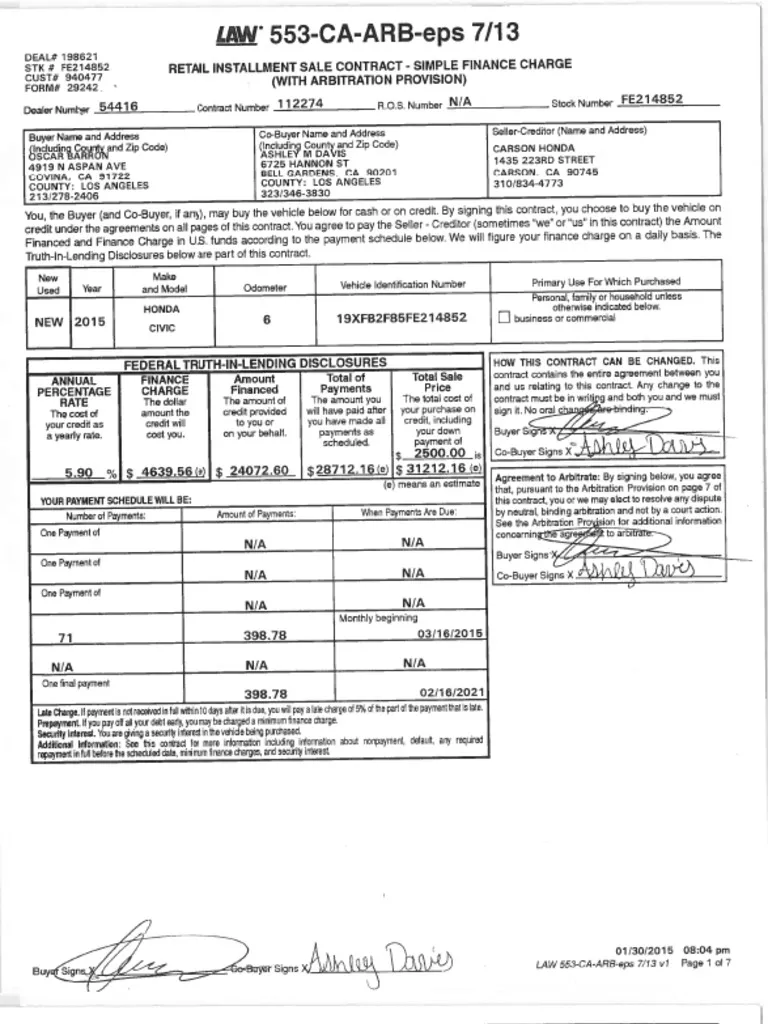 LAW 553-CA-ARB-eps 7/13
DEAL# 198621
STK # FE214852
CUST# 940477
FORM# 29242
RETAIL INSTALLMENT SALE CONTRACT - SIMPLE FINANCE CHARGE
(WITH ARBITRATION PROVISION)
Dealer Number 54416 Contract Number 112274 R.O.S. Number N/A Stock Number FE214852
Buyer Name and Address
(Including County and Zip Code)
OSCAR BARRON
4919 N ASPAN AVE
COVINA, CA 91722
COUNTY: LOS ANGELES
213/278-2406
Co-Buyer Name and Address
(Including County and Zip Code)
ASHLEY M DAVIS
6725 HANNON ST
BELL GARDENS, CA 90201
COUNTY: LOS ANGELES
323/346-3830
Seller-Creditor (Name and Address)
CARSON HONDA
1435 223RD STREET
CARSON, CA 90745
310/834-4773
You, the Buyer (and Co-Buyer, if any), may buy the vehicle below for cash or on credit. By signing this contract, you choose to buy the vehicle on
credit under the agreements on all pages of this contract. You agree to pay the Seller - Creditor (sometimes "we" or "us" in this contract) the Amount
Financed and Finance Charge in U.S. funds according to the payment schedule below. We will figure your finance charge on a daily basis. The
Truth-In-Lending Disclosures below are part of this contract.
New
Used
Year
Make
and Model
Odometer
Vehicle Identification Number
Primary Use For Which Purchased
NEW
2015
HONDA
CIVIC
6
19XFB2F85FE214852
Personal, family or household unless
otherwise indicated below.
business or commercial
FEDERAL TRUTH-IN-LENDING DISCLOSURES
ANNUAL
PERCENTAGE
RATE
The cost of
your credit as
a yearly rate.
5.90 %
FINANCE
CHARGE
The dollar
amount the
credit will
cost you.
$ 4639.56 (e)
Amount
Financed
The amount of
credit provided
to you or
on your behalf.
$ 24072.60
Total of
Payments
The amount you
will have paid after
you have made all
payments as
scheduled.
$ 28712.16 (e)
Total Sale
Price
The total cost of
your purchase on
credit, including
your down
payment of
$ 2500.00 is
$ 31212.16 (e)
(e) means an estimate
YOUR PAYMENT SCHEDULE WILL BE:
Number of Payments: Amount of Payments: When Payments Are Due:
One Payment of
N/A N/A
One Payment of
N/A N/A
One Payment of
N/A N/A
Monthly beginning
71 398.78 03/16/2015
N/A N/A N/A
One final payment
398.78 02/16/2021
Late Charge. If payment is not received in full within 10 days after it is due, you will pay a late charge of 5% of the part of the payment that is late.
Prepayment. If you pay off all your debt early, you may be charged a minimum finance charge.
Security Interest. You are giving a security interest in the vehicle being purchased.
Additional Information: See this contract for more information including information about nonpayment, default, any required
repayment in full before the scheduled date, minimum finance charges, and security interest.
HOW THIS CONTRACT CAN BE CHANGED. This
contract contains the entire agreement between you
and us relating to this contract. Any change to the
contract must be in writing and both you and we must
sign it. No oral changes are binding.
Buyer Signs X
Co-Buyer Signs X Ashley Davis
Agreement to Arbitrate: By signing below, you agree
that, pursuant to the Arbitration Provision on page 7 of
this contract, you or we may elect to resolve any dispute
by neutral, binding arbitration and not by a court action.
See the Arbitration Provision for additional information
concerning the agreement to arbitrate.
Buyer Signs X
Co-Buyer Signs X Ashley Davis
Buyer Signs X Co-Buyer Signs X Ashley Davis
01/30/2015 08:04 pm
LAW 553-CA-ARB-eps 7/13 v1 Page 1 of 7